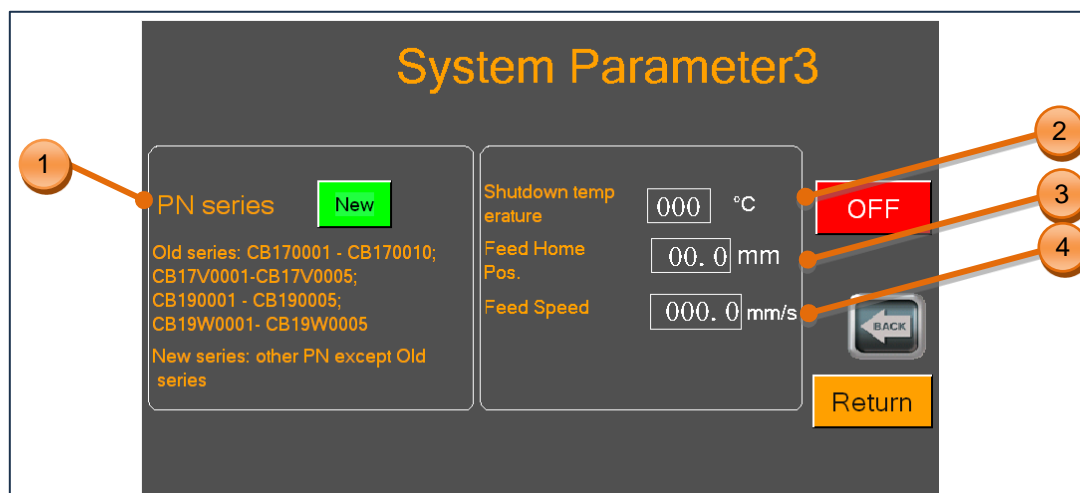 System Parameter3
1
PN series
New
Old series: CB170001 - CB170010;
CB17V0001-CB17V0005;
CB190001 - CB190005;
CB19W0001- CB19W0005
New series: other PN except Old
series
Shutdown temp
erature
000 °C
Feed Home
Pos.
00.0 mm
Feed Speed
000.0 mm/s
2
OFF
3
4
BACK
Return